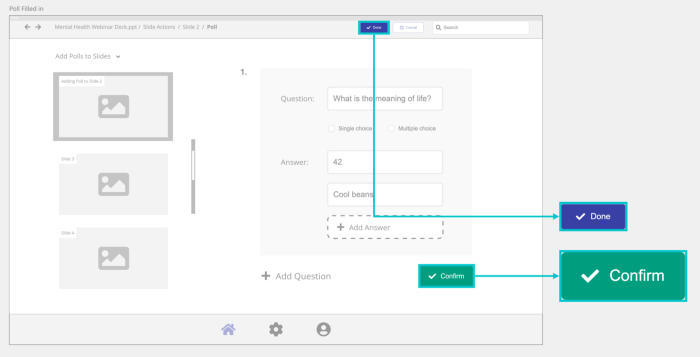 Poll Filled in
Mental Health Webinar Deck.ppt / Slide Actions / Slide 2 / Poll
Done
Cancel
Search
Add Polls to Slides
Adding Poll to Slide 2
Slide 3
Slide 4
1.
Question:
What is the meaning of life?
Single choice
Multiple choice
Answer:
42
Cool beans
Add Answer
Add Question
Confirm
Done
Confirm